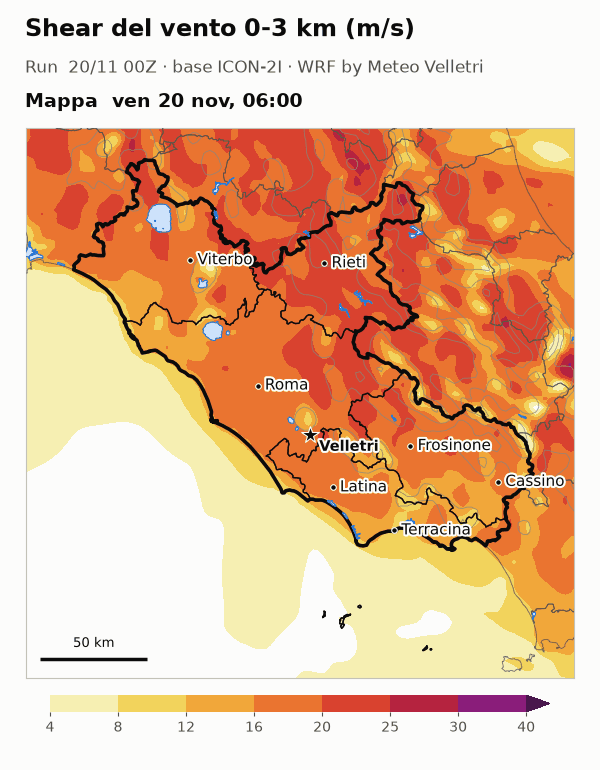 Shear del vento 0-3 km (m/s)
Run  20/11 00Z · base ICON-2I · WRF by Meteo Velletri
Mappa  ven 20 nov, 06:00
Viterbo
Rieti
Roma
Velletri
Frosinone
Cassino
Latina
Terracina
50 km
4 8 12 16 20 25 30 40